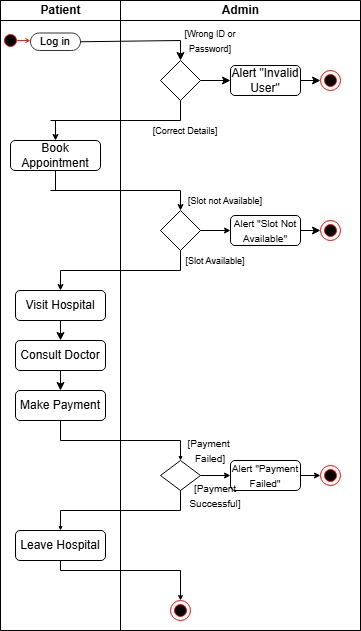 Patient
Admin
[Wrong ID or
Password]
Log in
Alert "Invalid
User"
[Correct Details]
Book
Appointment
[Slot not Available]
Alert "Slot Not
Available"
[Slot Available]
Visit Hospital
Consult Doctor
Make Payment
[Payment
Failed]
Alert "Payment
Failed"
[Payment
Successful]
Leave Hospital